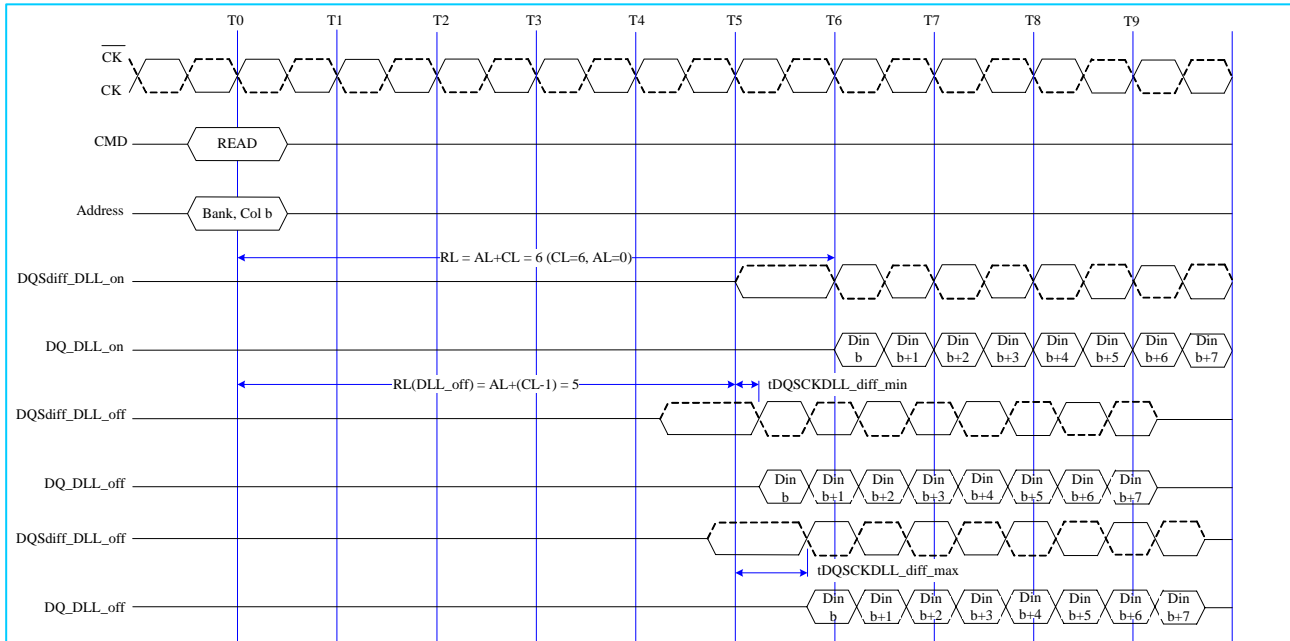 T0 T1 T2 T3 T4 T5 T6 T7 T8 T9
CK
CK
CMD READ
Address Bank, Col b
RL = AL+CL = 6 (CL=6, AL=0)
DQSdiff_DLL_on
DQ_DLL_on Din b Din b+1 Din b+2 Din b+3 Din b+4 Din b+5 Din b+6 Din b+7
RL(DLL_off) = AL+(CL-1) = 5 tDQSCKDLL_diff_min
DQSdiff_DLL_off
DQ_DLL_off Din b Din b+1 Din b+2 Din b+3 Din b+4 Din b+5 Din b+6 Din b+7
DQSdiff_DLL_off
tDQSCKDLL_diff_max
DQ_DLL_off Din b Din b+1 Din b+2 Din b+3 Din b+4 Din b+5 Din b+6 Din b+7